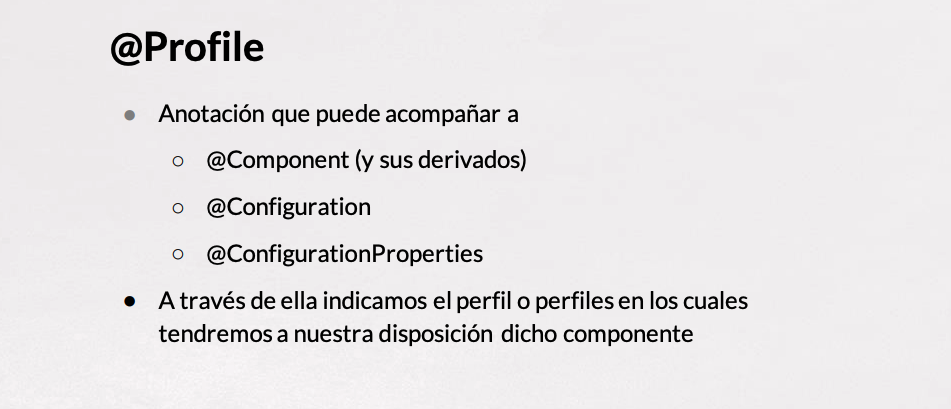 @Profile
● Anotación que puede acompañar a
○ @Component (y sus derivados)
○ @Configuration
○ @ConfigurationProperties
● A través de ella indicamos el perfil o perfiles en los cuales
tendremos a nuestra disposición dicho componente